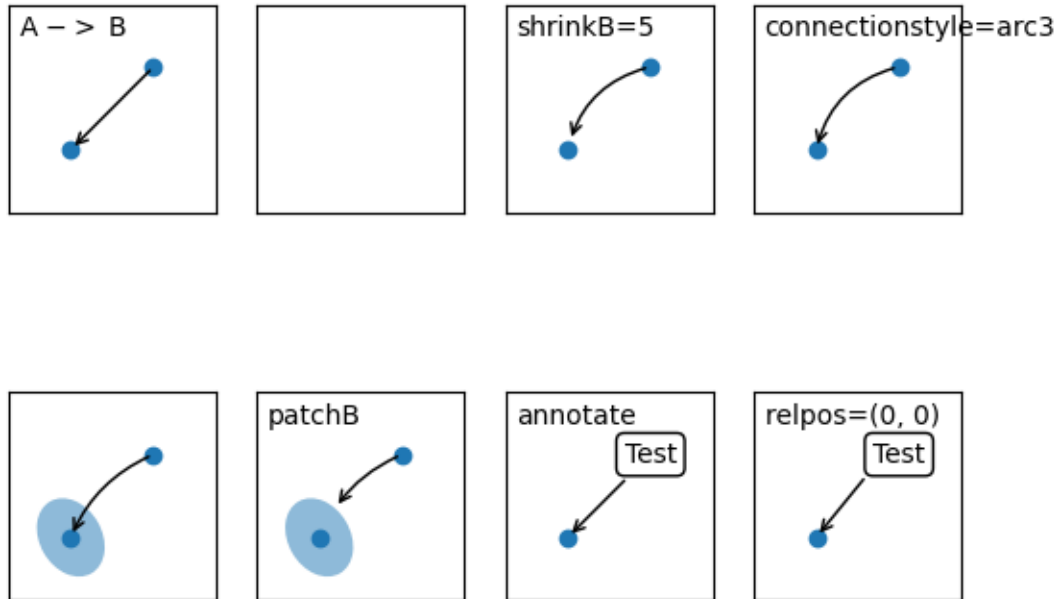 A − > B
shrinkB=5
connectionstyle=arc3
patchB
annotate
relpos=(0, 0)
Test
Test